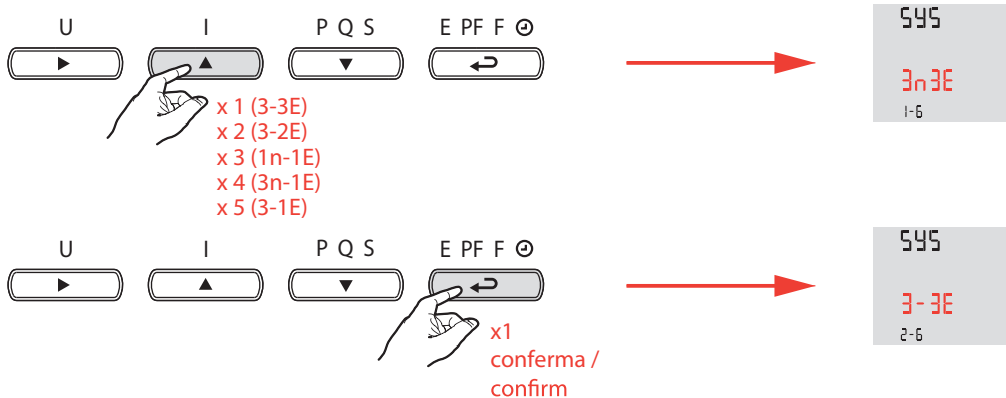 U I P Q S E PF F
SYS
3n3E
1-6
x 1 (3-3E)
x 2 (3-2E)
x 3 (1n-1E)
x 4 (3n-1E)
x 5 (3-1E)
U I P Q S E PF F
SYS
3-3E
2-6
x1
conferma /
confirm